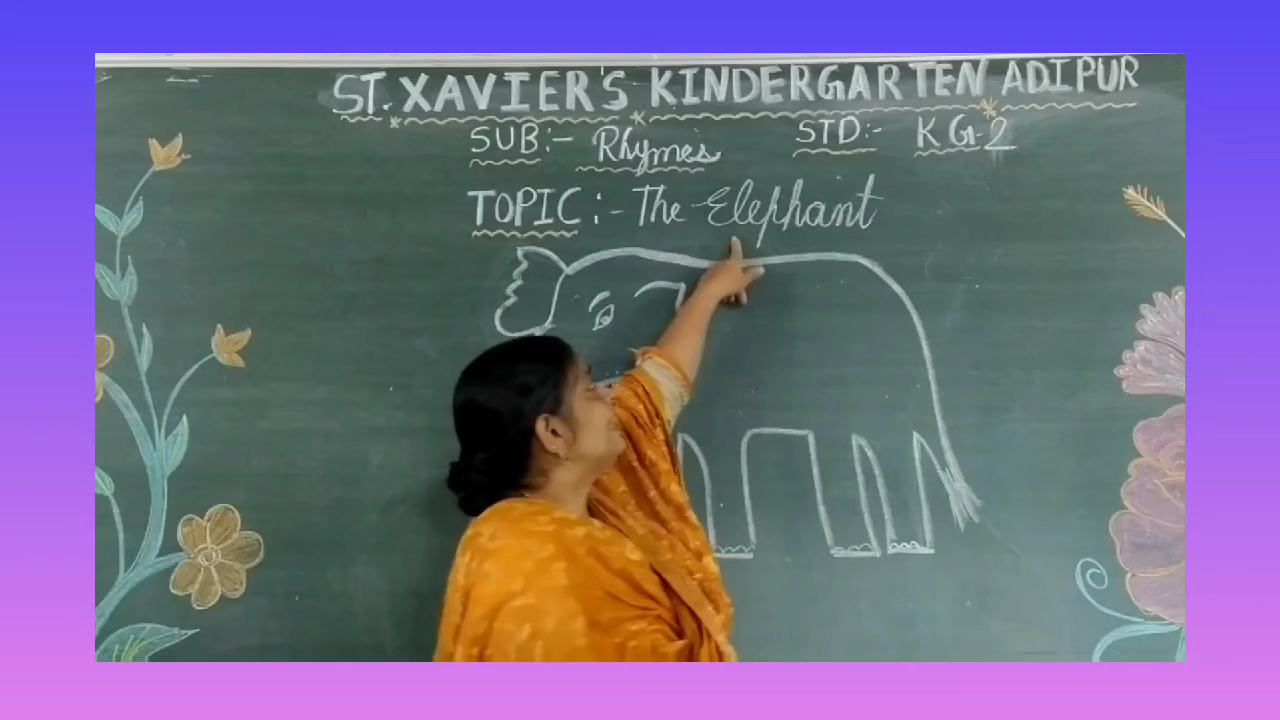 ST. XAVIER'S KINDERGARTEN ADIPUR
SUB:- Rhymes STD:- KG-2
TOPIC:- The Elephant